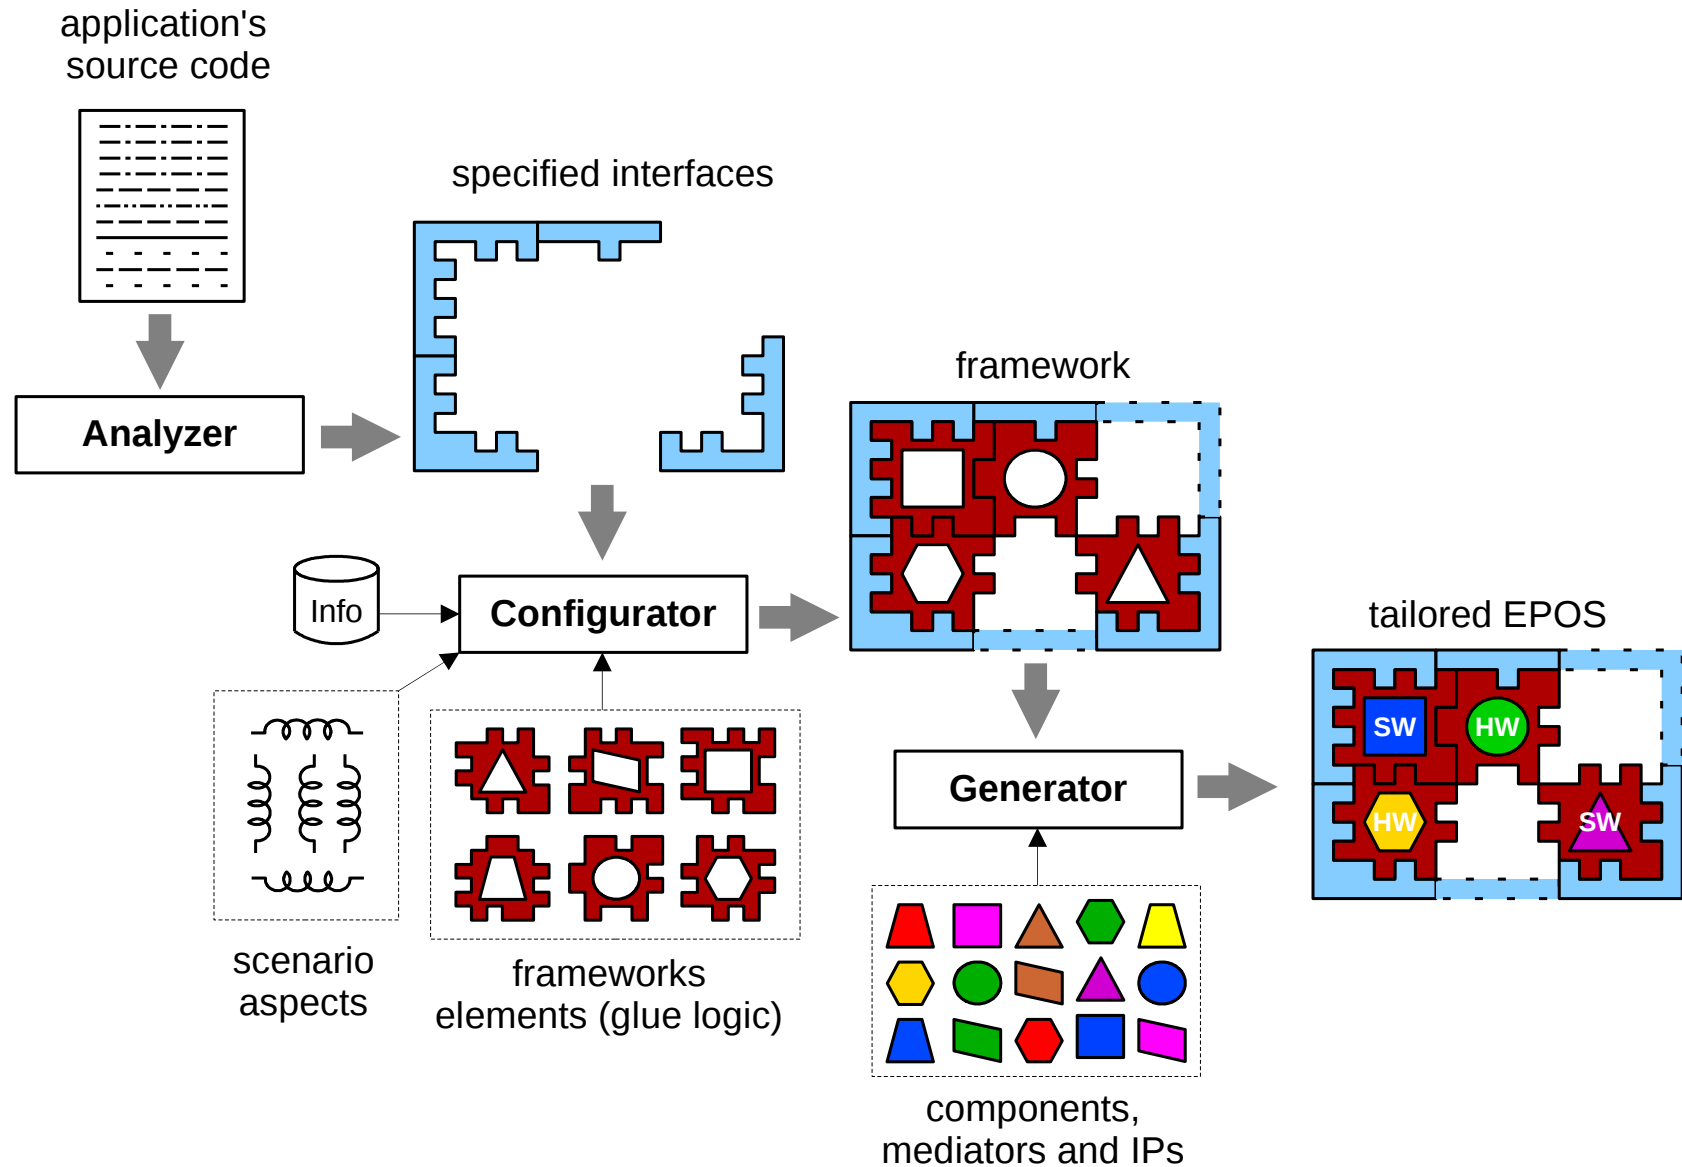 application's
source code
specified interfaces
Analyzer
framework
Info
Configurator
tailored EPOS
SW
HW
HW
SW
Generator
scenario
aspects
frameworks
elements (glue logic)
components,
mediators and IPs